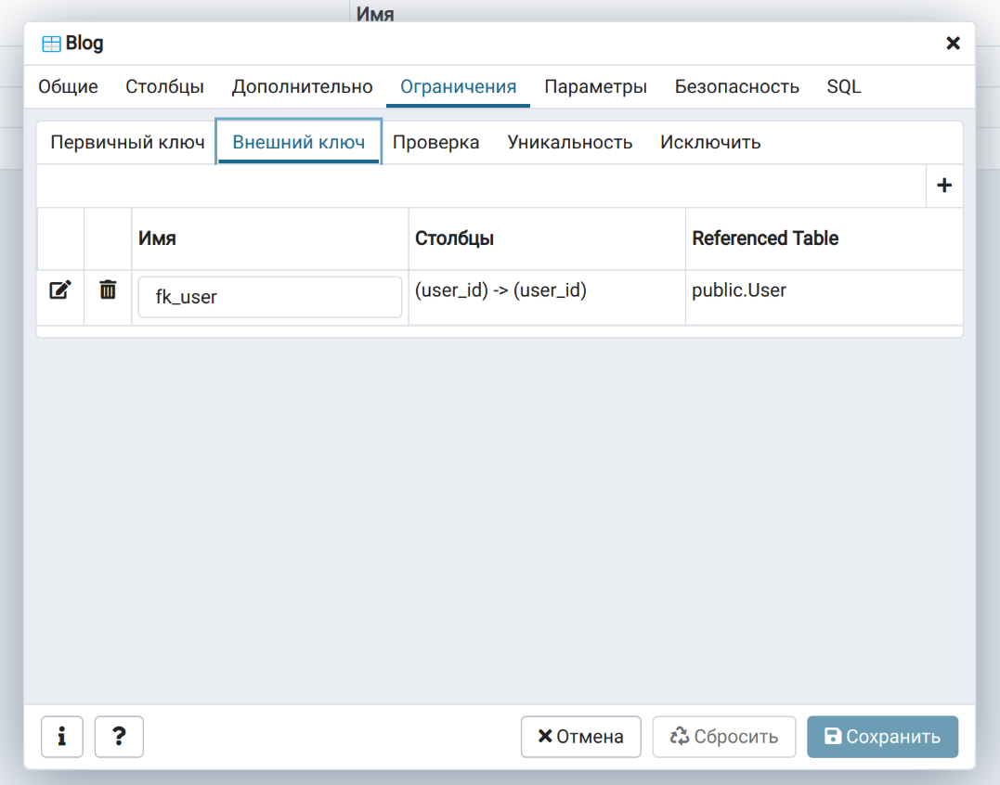 Имя
Blog
Общие Столбцы Дополнительно Ограничения Параметры Безопасность SQL
Первичный ключ Внешний ключ Проверка Уникальность Исключить
Имя Столбцы Referenced Table
fk_user (user_id) -> (user_id) public.User
Отмена Сбросить Сохранить